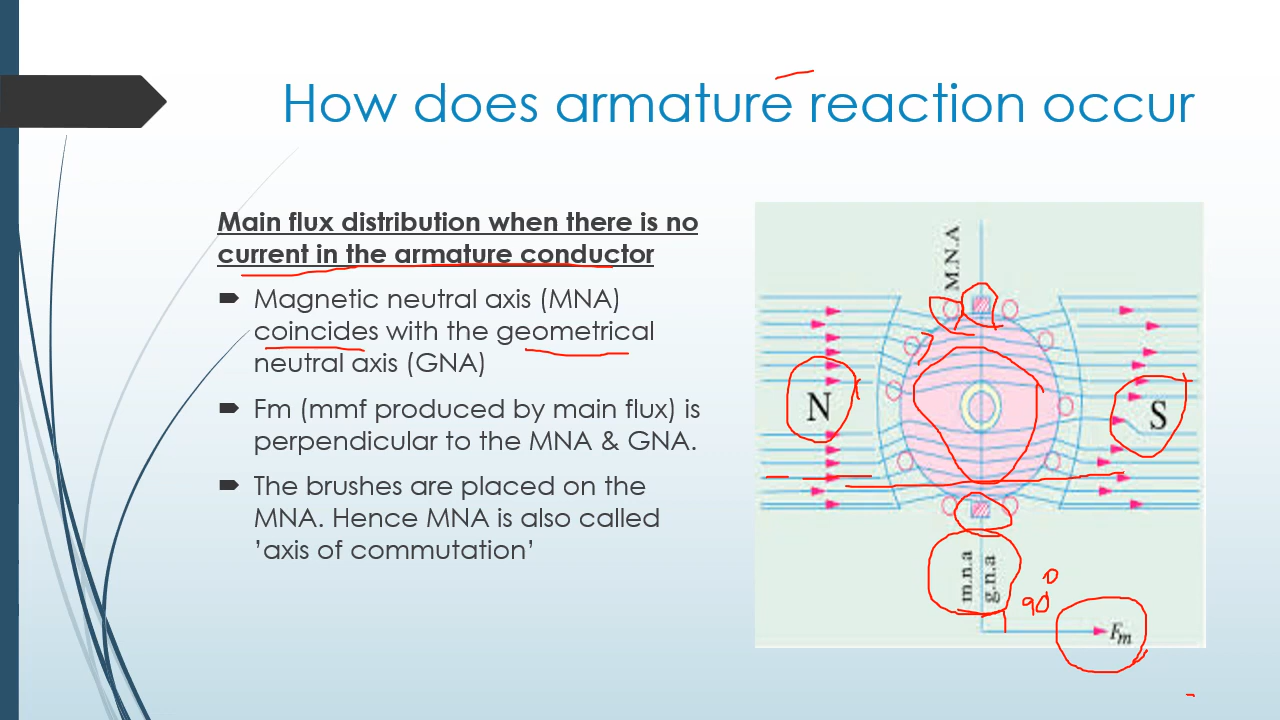 How does armature reaction occur
Main flux distribution when there is no
current in the armature conductor
Magnetic neutral axis (MNA)
coincides with the geometrical
neutral axis (GNA)
Fm (mmf produced by main flux) is
perpendicular to the MNA & GNA.
The brushes are placed on the
MNA. Hence MNA is also called
’axis of commutation’
M.N.A
N
S
m.n.a
g.n.a
90°
Fm